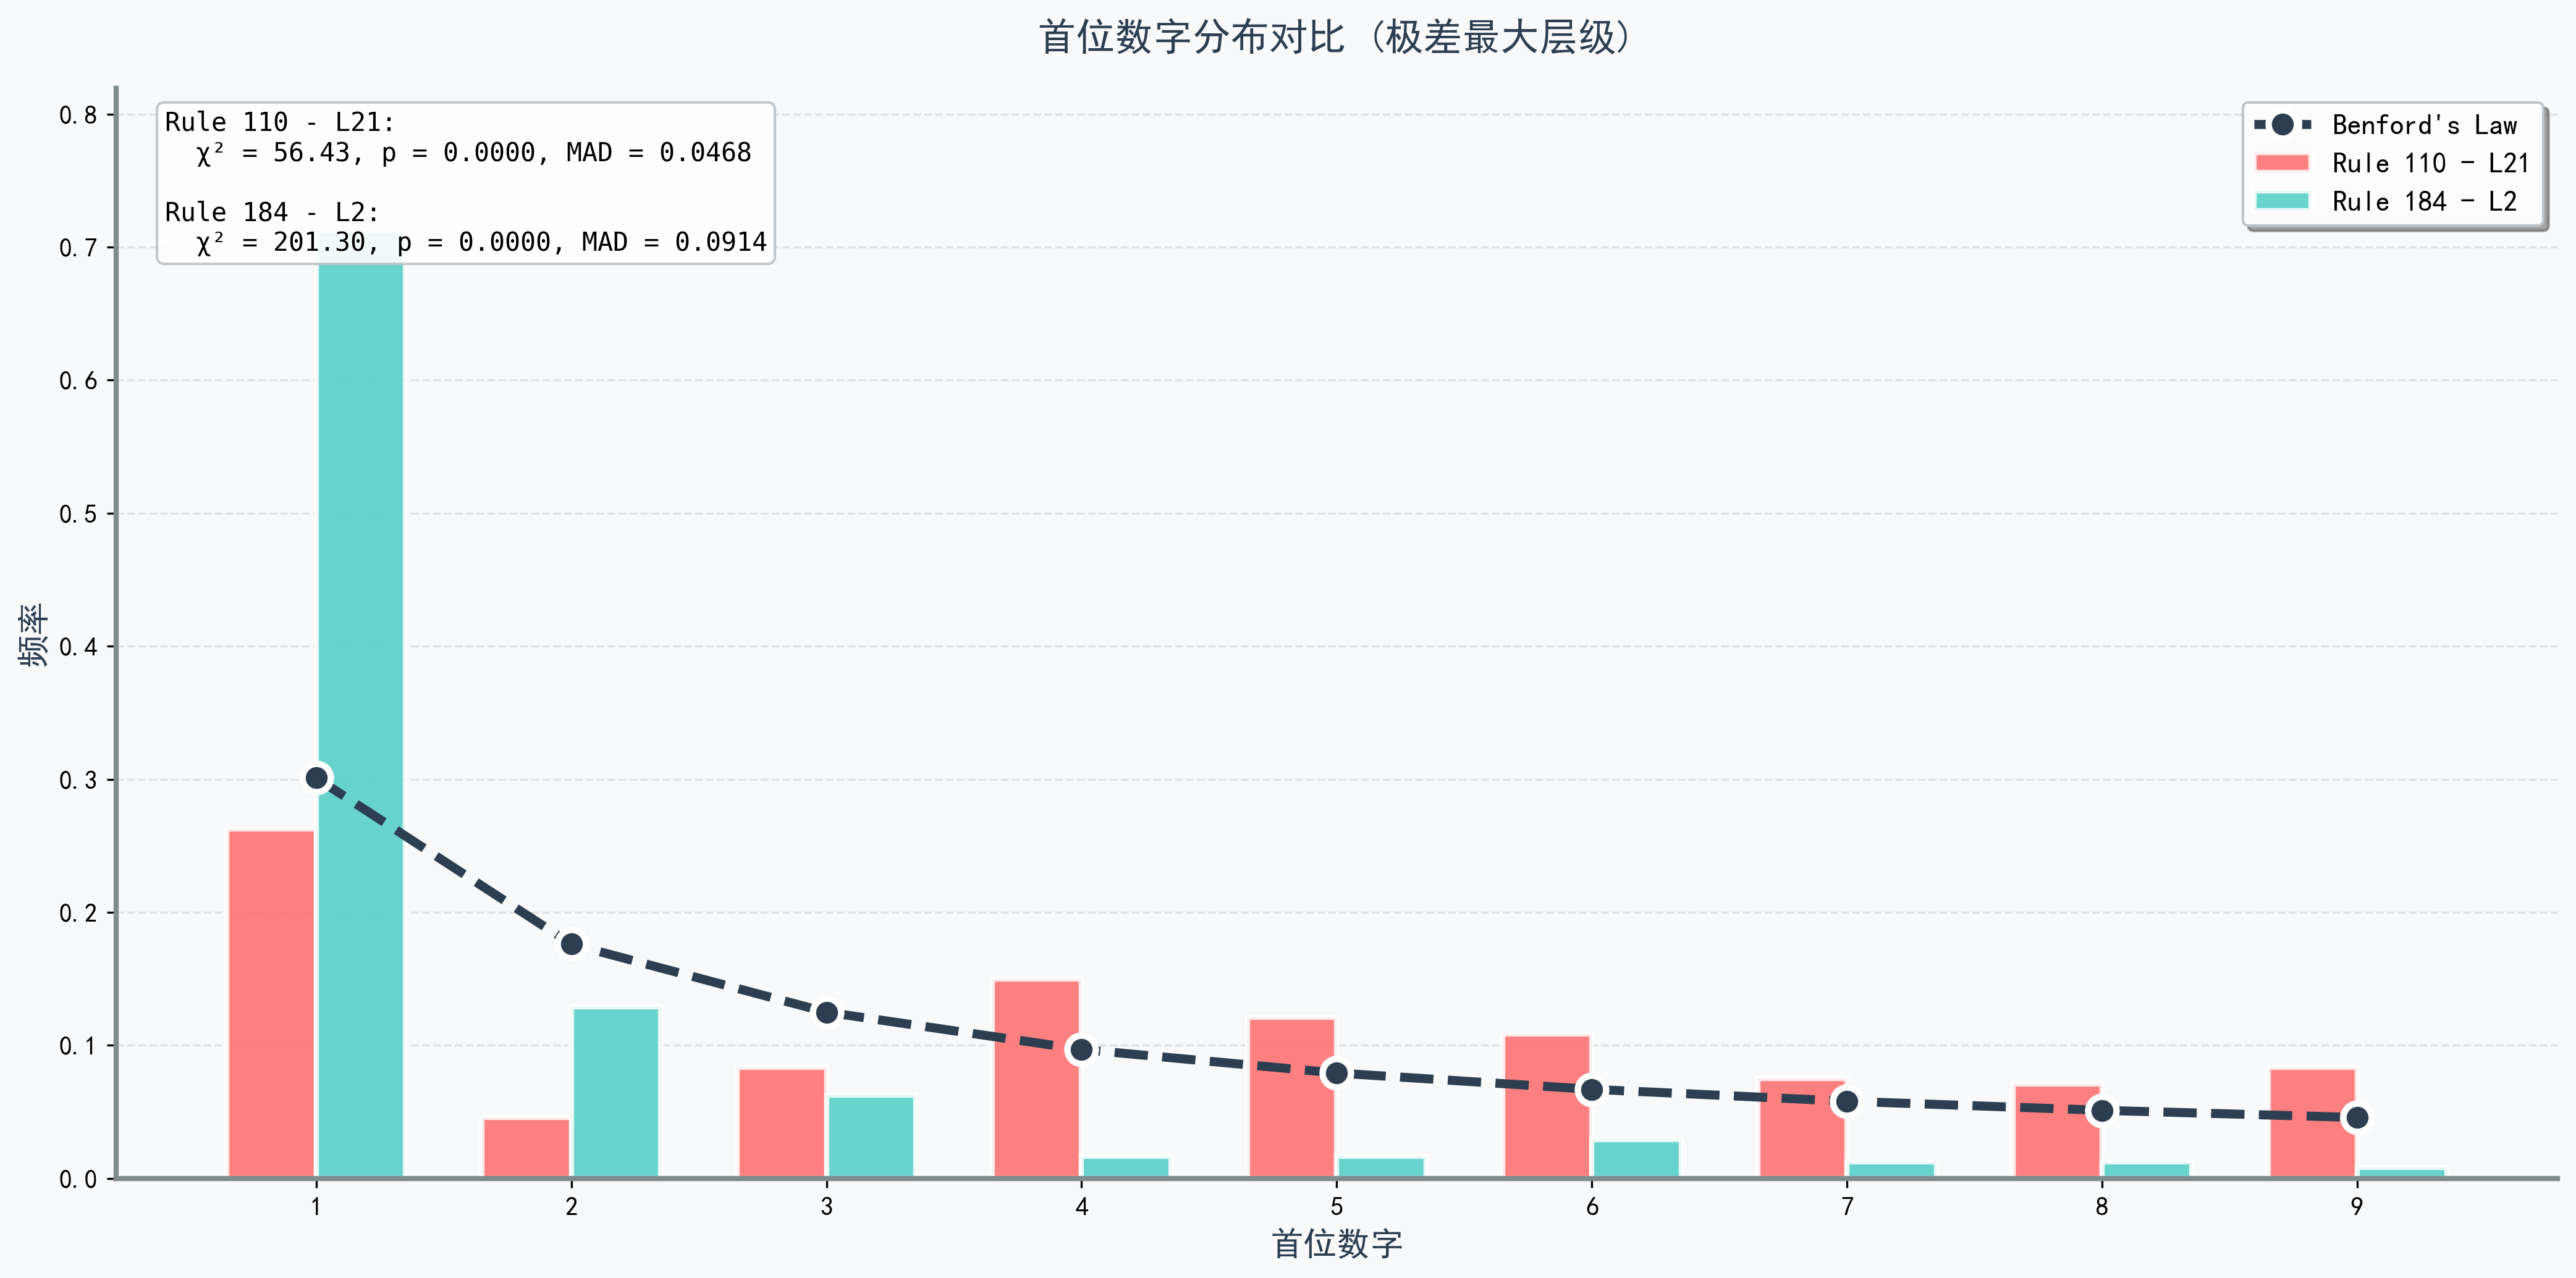 首位数字分布对比 (极差最大层级)
Rule 110 - L21:
χ² = 56.43, p = 0.0000, MAD = 0.0468
Rule 184 - L2:
χ² = 201.30, p = 0.0000, MAD = 0.0914
Benford's Law
Rule 110 - L21
Rule 184 - L2
频率
0.8
0.7
0.6
0.5
0.4
0.3
0.2
0.1
0.0
1 2 3 4 5 6 7 8 9
首位数字